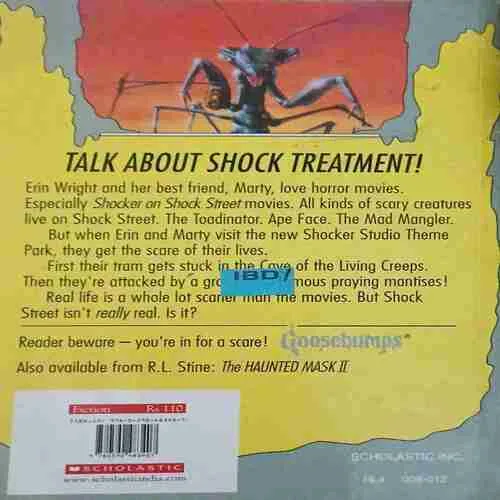 TALK ABOUT SHOCK TREATMENT!
Erin Wright and her best friend, Marty, love horror movies.
Especially Shocker on Shock Street movies. All kinds of scary creatures
live on Shock Street. The Toadinator. Ape Face. The Mad Mangler.
But when Erin and Marty visit the new Shocker Studio Theme
Park, they get the scare of their lives.
First their tram gets stuck in the Cave of the Living Creeps.
Then they're attacked by a gro mous praying mantises!
IBD/
Real life is a whole lot scarier than the movies. But Shock
Street isn't really real. Is it?
Reader beware — you're in for a scare! Goosebumps®
Also available from R.L. Stine: The HAUNTED MASK II
Fiction Rs 110
SCHOLASTIC
www.scholasticindia.com
SCHOLASTIC INC.